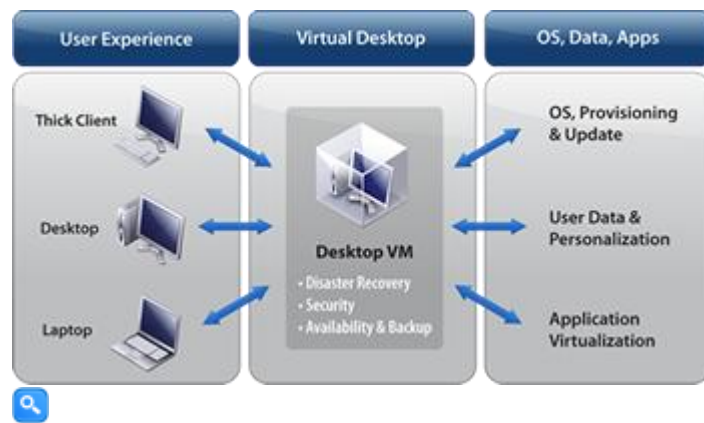 User Experience
Virtual Desktop
OS, Data, Apps
Thick Client
Desktop
Laptop
Desktop VM
• Disaster Recovery
• Security
• Availability & Backup
OS, Provisioning
& Update
User Data &
Personalization
Application
Virtualization